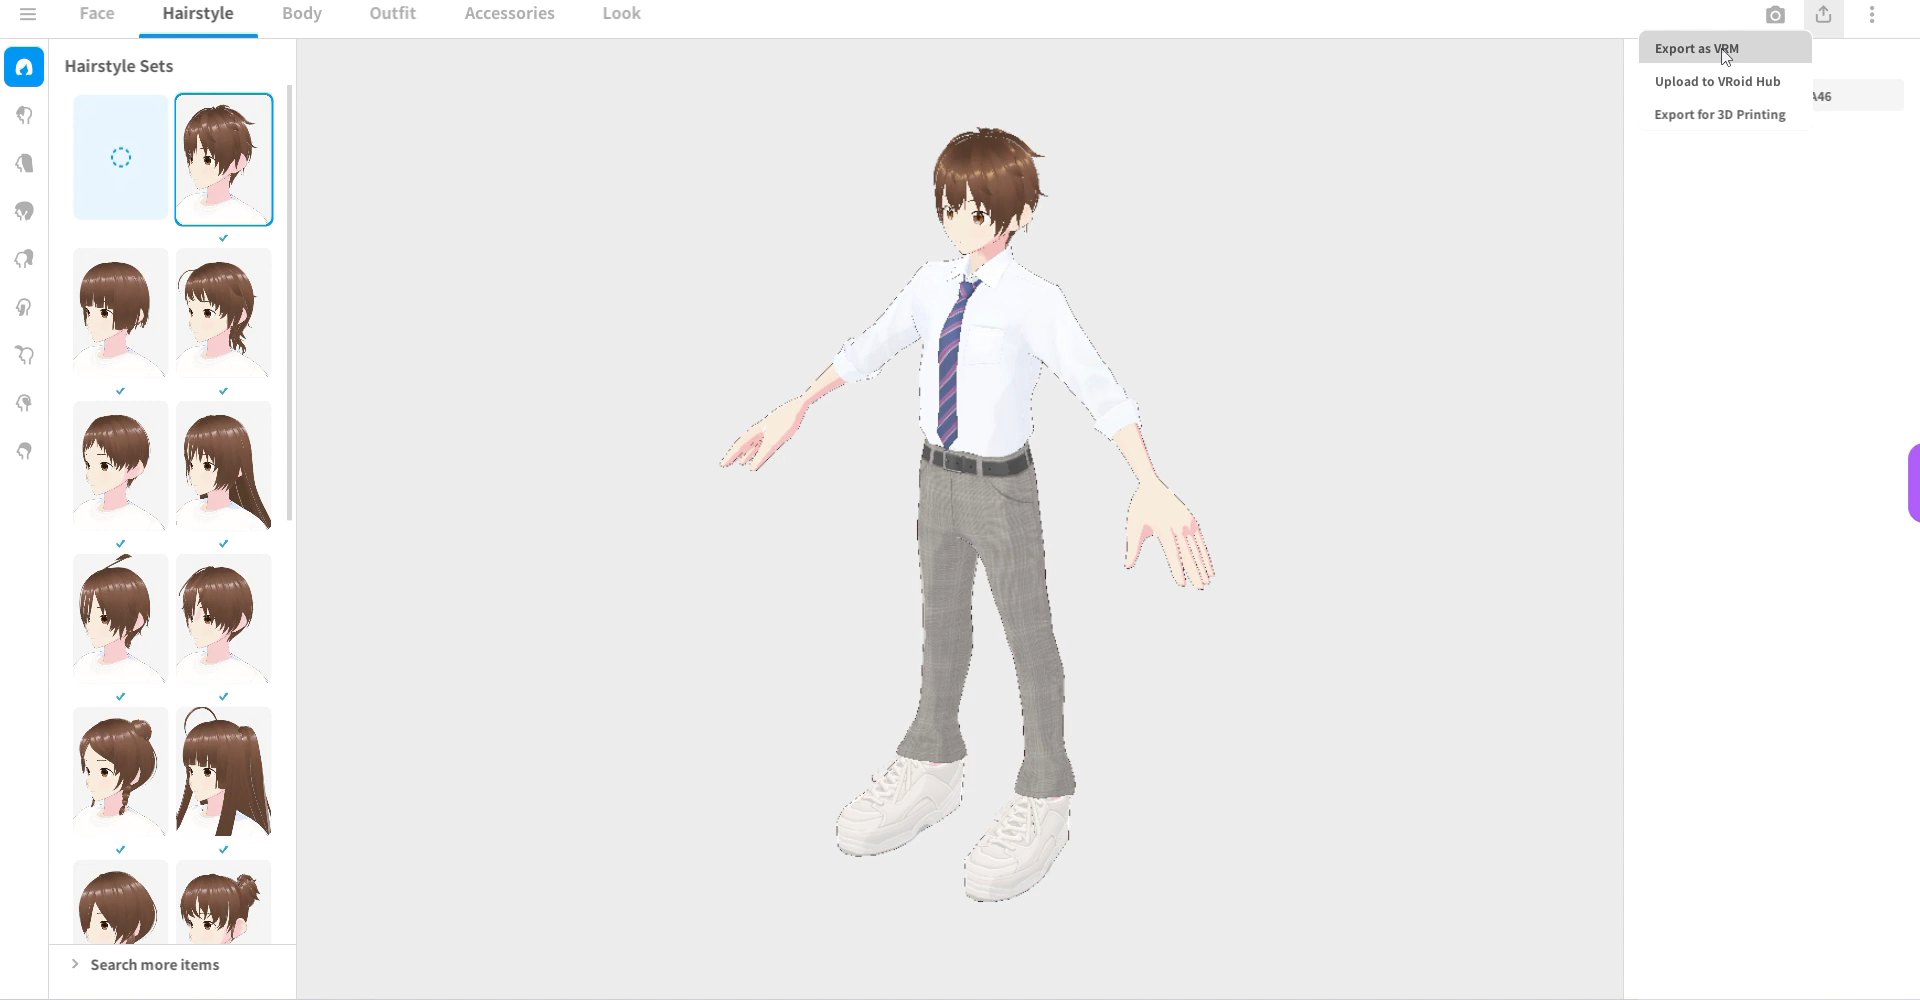 Face
Hairstyle
Body
Outfit
Accessories
Look
Export as VRM
Upload to VRoid Hub
Export for 3D Printing
A46
Hairstyle Sets
Search more items